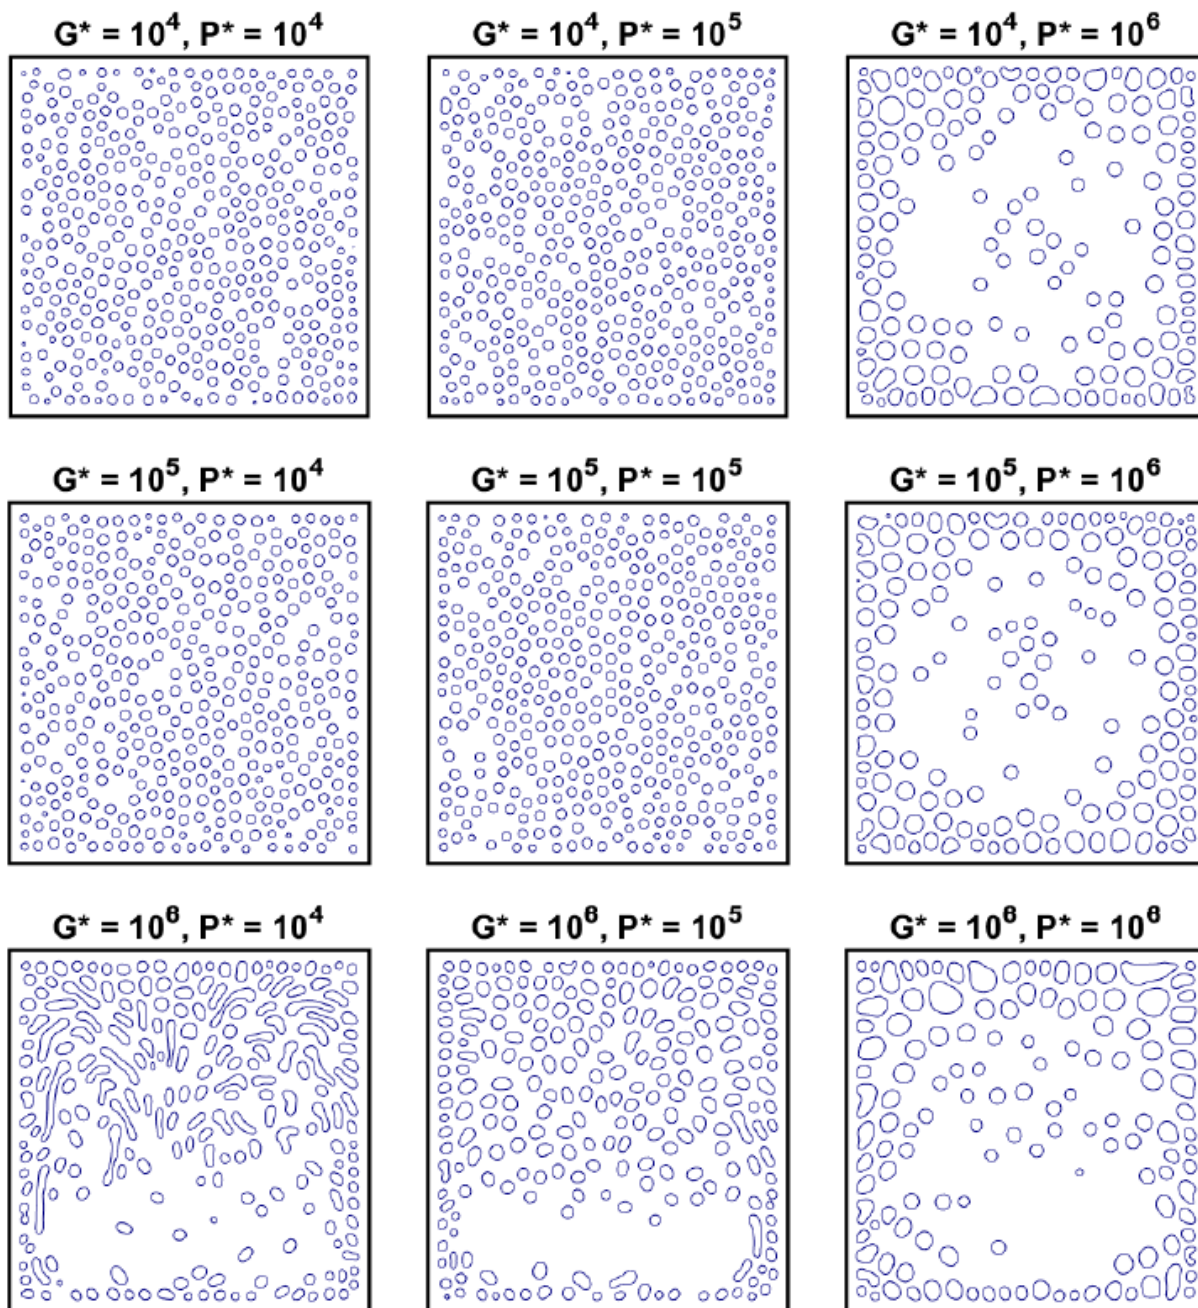 G* = 10⁴, P* = 10⁴
G* = 10⁴, P* = 10⁵
G* = 10⁴, P* = 10⁶
G* = 10⁵, P* = 10⁴
G* = 10⁵, P* = 10⁵
G* = 10⁵, P* = 10⁶
G* = 10⁶, P* = 10⁴
G* = 10⁶, P* = 10⁵
G* = 10⁶, P* = 10⁶